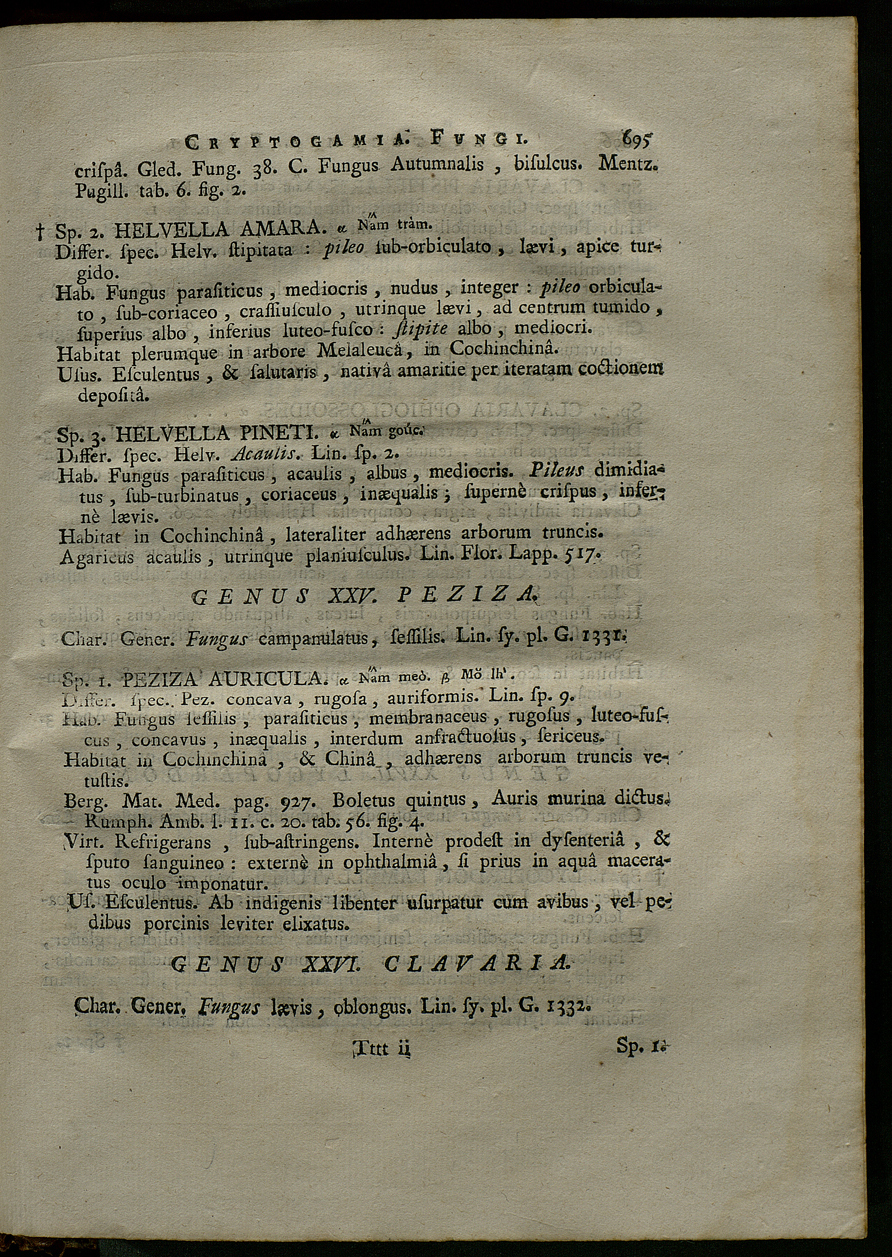 CRYPTOGAMIA. FUNGI. 695
criſpâ. Gled. Fung. 38. C. Fungus Autumnalis , biſulcus. Mentz.
Pugill. tab. 6. fig. 2.
† Sp. 2. HELVELLA AMARA. α Nấm tràm.
Differ. ſpec. Helv. ſtipitata : pileo ſub-orbiculato , lævi , apice tur-
gido.
Hab. Fungus paraſiticus , mediocris , nudus , integer : pileo orbicula-
to , ſub-coriaceo , craſſiuſculo , utrinque lævi , ad centrum tumido ,
ſuperius albo , inferius luteo-fuſco : ſtipite albo , mediocri.
Habitat plerumque in arbore Melaleucâ, in Cochinchinâ.
Uſus. Eſculentus , & ſalutaris , nativâ amaritie per iteratam coctionem
depoſitâ.
Sp. 3. HELVELLA PINETI. α Nấm goúc.
Differ. ſpec. Helv. Acaulis. Lin. ſp. 2.
Hab. Fungus paraſiticus , acaulis , albus , mediocris. Pileus dimidia-
tus , ſub-turbinatus , coriaceus , inæqualis ; ſupernè criſpus , infer-
nè lævis.
Habitat in Cochinchinâ , lateraliter adhærens arborum truncis.
Agaricus acaulis , utrinque planiuſculus. Lin. Flor. Lapp. 517.
GENUS XXV. PEZIZA.
Char. Gener. Fungus campanulatus, ſeſſilis. Lin. ſy. pl. G. 1331.
Sp. 1. PEZIZA AURICULA. α Nấm meò. β Mŏ lh'.
Differ. ſpec. Pez. concava , rugoſa , auriformis. Lin. ſp. 9.
Hab. Fungus ſeſſilis , paraſiticus , membranaceus , rugoſus , luteo-fuſ-
cus , concavus , inæqualis , interdum anfractuoſus , ſericeus.
Habitat in Cochinchina , & Chinâ , adhærens arborum truncis ve-
tuſtis.
Berg. Mat. Med. pag. 927. Boletus quintus , Auris murina dictus.
Rumph. Amb. l. 11. c. 20. tab. 56. fig. 4.
Virt. Refrigerans , ſub-aſtringens. Internè prodeſt in dyſenteriâ , &
ſputo ſanguineo : externè in ophthalmiâ , ſi prius in aquâ macera-
tus oculo imponatur.
Uſ. Eſculentus. Ab indigenis libenter uſurpatur cum avibus , vel pe-
dibus porcinis leviter elixatus.
GENUS XXVI. CLAVARIA.
Char. Gener. Fungus lævis , oblongus. Lin. ſy. pl. G. 1332.
Tttt ii Sp. 1.